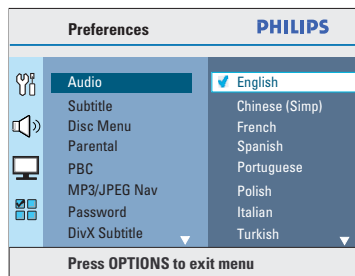 Preferences
PHILIPS
Audio
Subtitle
Disc Menu
Parental
PBC
MP3/JPEG Nav
Password
DivX Subtitle
English
Chinese (Simp)
French
Spanish
Portuguese
Polish
Italian
Turkish
Press OPTIONS to exit menu